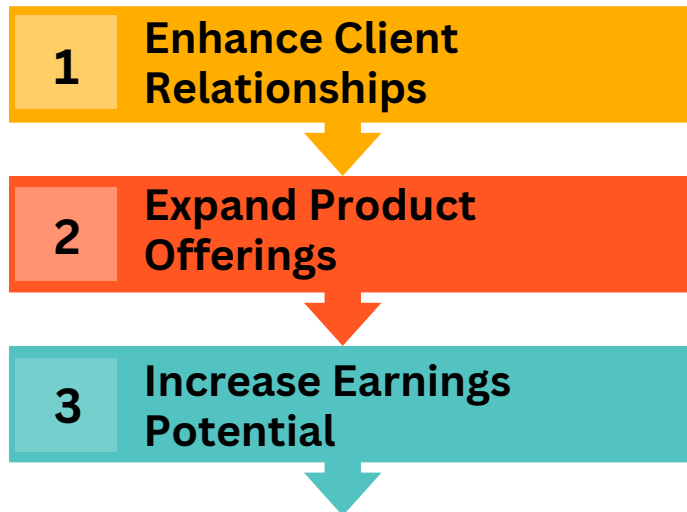 1
Enhance Client
Relationships
2
Expand Product
Offerings
3
Increase Earnings
Potential